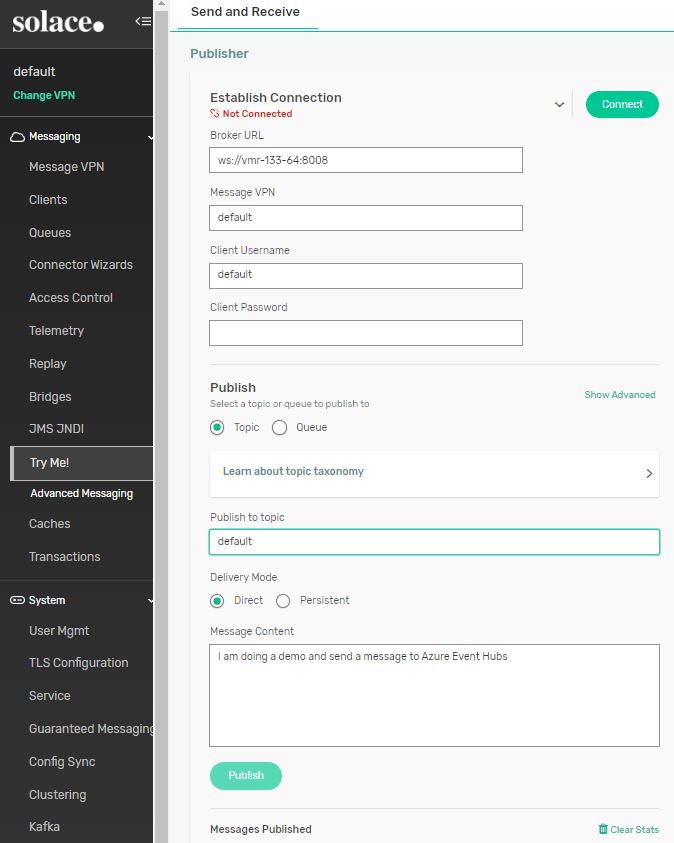 solace.
default
Change VPN
Messaging
Message VPN
Clients
Queues
Connector Wizards
Access Control
Telemetry
Replay
Bridges
JMS JNDI
Try Me!
Advanced Messaging
Caches
Transactions
System
User Mgmt
TLS Configuration
Service
Guaranteed Messaging
Config Sync
Clustering
Kafka
Send and Receive
Publisher
Establish Connection
Not Connected
Connect
Broker URL
ws://vmr-133-64:8008
Message VPN
default
Client Username
default
Client Password
Publish
Select a topic or queue to publish to
Show Advanced
Topic Queue
Learn about topic taxonomy
Publish to topic
default
Delivery Mode
Direct Persistent
Message Content
I am doing a demo and send a message to Azure Event Hubs
Publish
Messages Published
Clear Stats